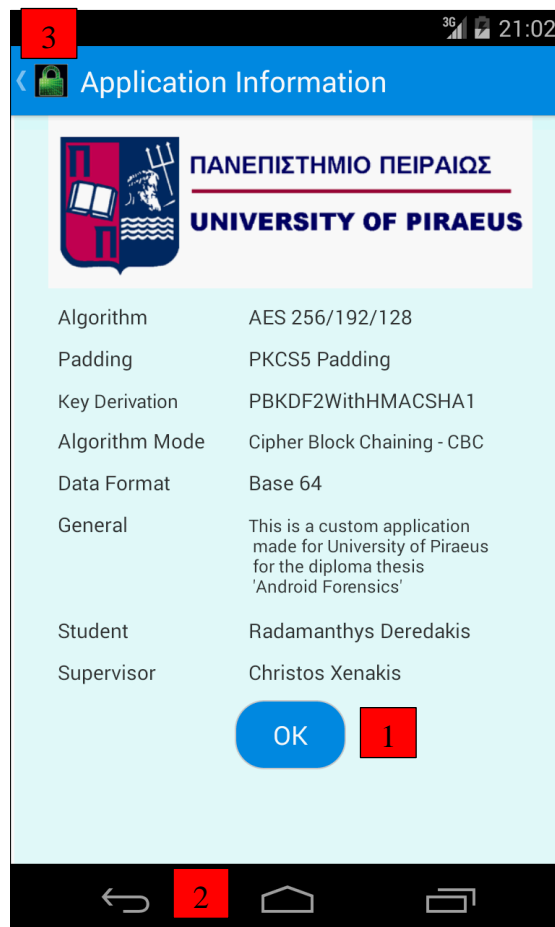 3
3G 21:02
Application Information
ΠΑΝΕΠΙΣΤΗΜΙΟ ΠΕΙΡΑΙΩΣ
UNIVERSITY OF PIRAEUS
Π
Π
Algorithm AES 256/192/128
Padding PKCS5 Padding
Key Derivation PBKDF2WithHMACSHA1
Algorithm Mode Cipher Block Chaining - CBC
Data Format Base 64
General This is a custom application
made for University of Piraeus
for the diploma thesis
'Android Forensics'
Student Radamanthys Deredakis
Supervisor Christos Xenakis
OK 1
2